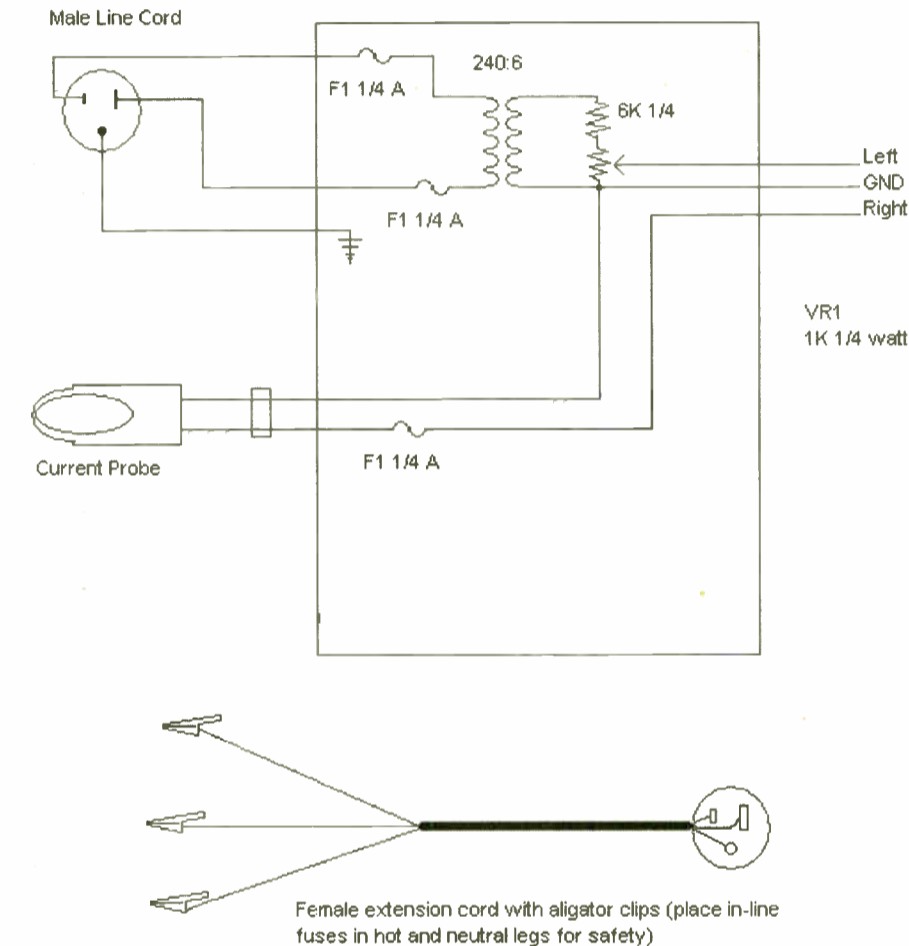 Male Line Cord
F1 1/4 A
240:6
6K 1/4
Left
GND
Right
F1 1/4 A
VR1
1K 1/4 watt
F1 1/4 A
Current Probe
Female extension cord with aligator clips (place in-line
fuses in hot and neutral legs for safety)